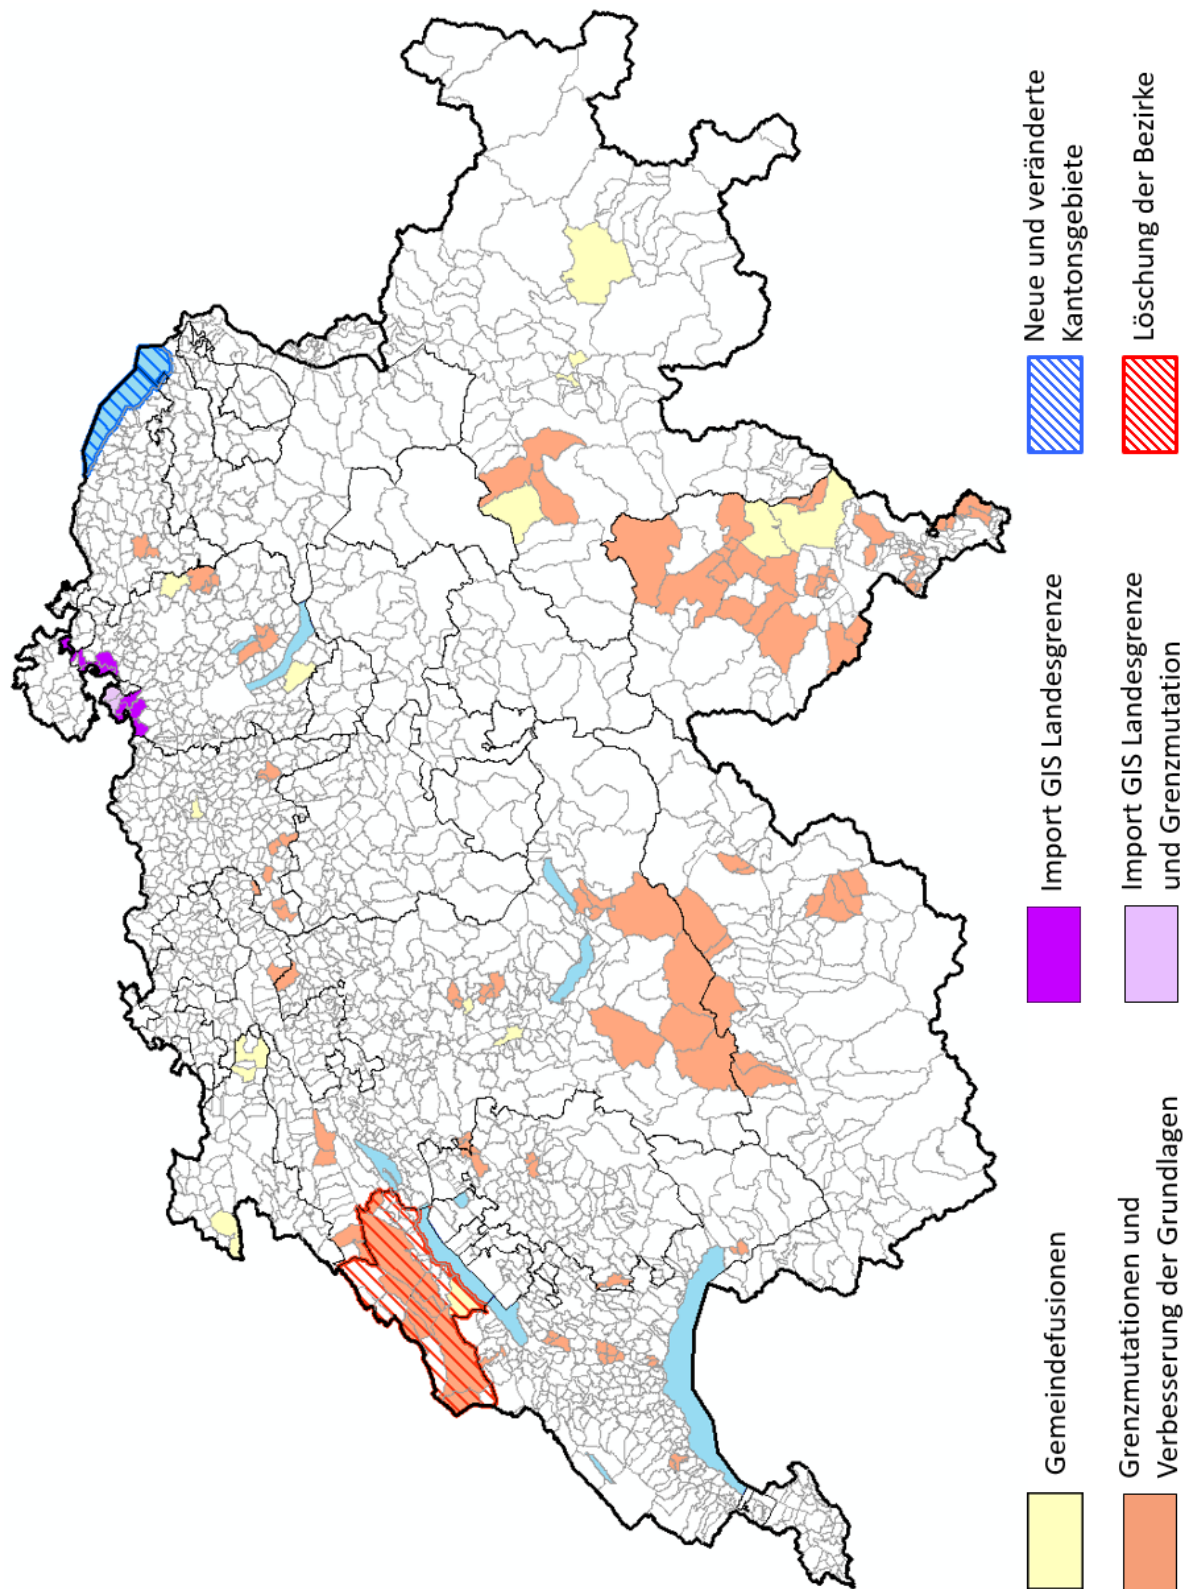 Gemeindefusionen
Grenzmutationen und
Verbesserung der Grundlagen
Import GIS Landesgrenze
Import GIS Landesgrenze
und Grenzmutation
Neue und veränderte
Kantonsgebiete
Löschung der Bezirke